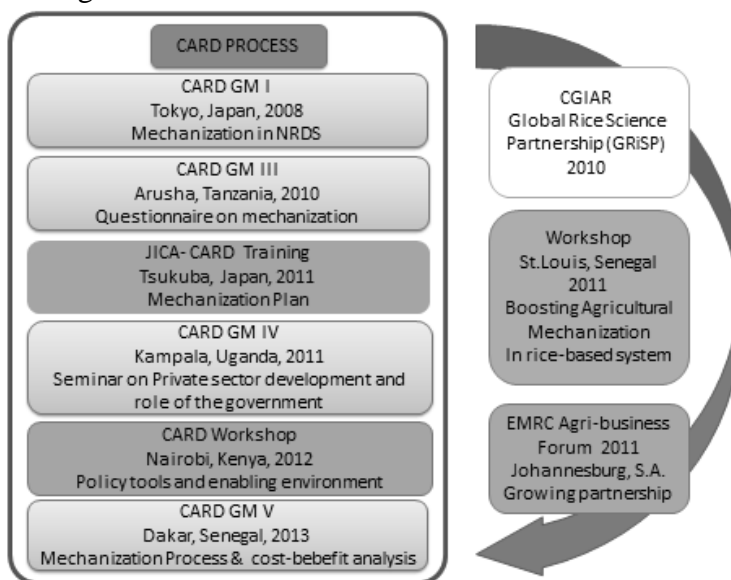 CARD PROCESS
CARD GM I
Tokyo, Japan, 2008
Mechanization in NRDS
CARD GM III
Arusha, Tanzania, 2010
Questionnaire on mechanization
JICA- CARD Training
Tsukuba, Japan, 2011
Mechanization Plan
CARD GM IV
Kampala, Uganda, 2011
Seminar on Private sector development and
role of the government
CARD Workshop
Nairobi, Kenya, 2012
Policy tools and enabling environment
CARD GM V
Dakar, Senegal, 2013
Mechanization Process & cost-bebefit analysis
CGIAR
Global Rice Science
Partnership (GRiSP)
2010
Workshop
St.Louis, Senegal
2011
Boosting Agricultural
Mechanization
In rice-based system
EMRC Agri-business
Forum 2011
Johannesburg, S.A.
Growing partnership